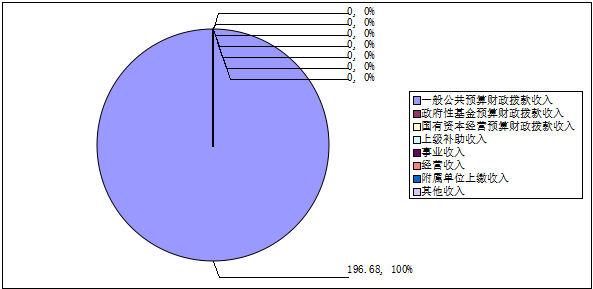 0, 0%
0, 0%
0, 0%
0, 0%
0, 0%
0, 0%
0, 0%
一般公共预算财政拨款收入
政府性基金预算财政拨款收入
国有资本经营预算财政拨款收入
上级补助收入
事业收入
经营收入
附属单位上缴收入
其他收入
196.68, 100%